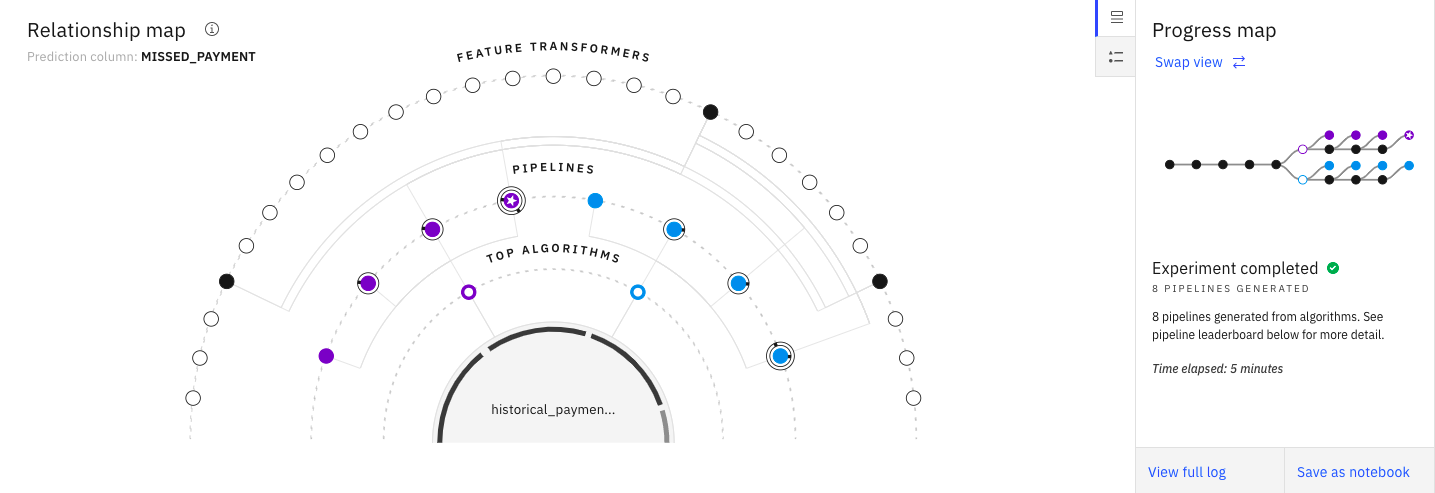 Relationship map
Prediction column: MISSED_PAYMENT
FEATURE TRANSFORMERS
PIPELINES
TOP ALGORITHMS
historical_paymen...
Progress map
Swap view
Experiment completed
8 PIPELINES GENERATED
8 pipelines generated from algorithms. See
pipeline leaderboard below for more detail.
Time elapsed: 5 minutes
View full log
Save as notebook